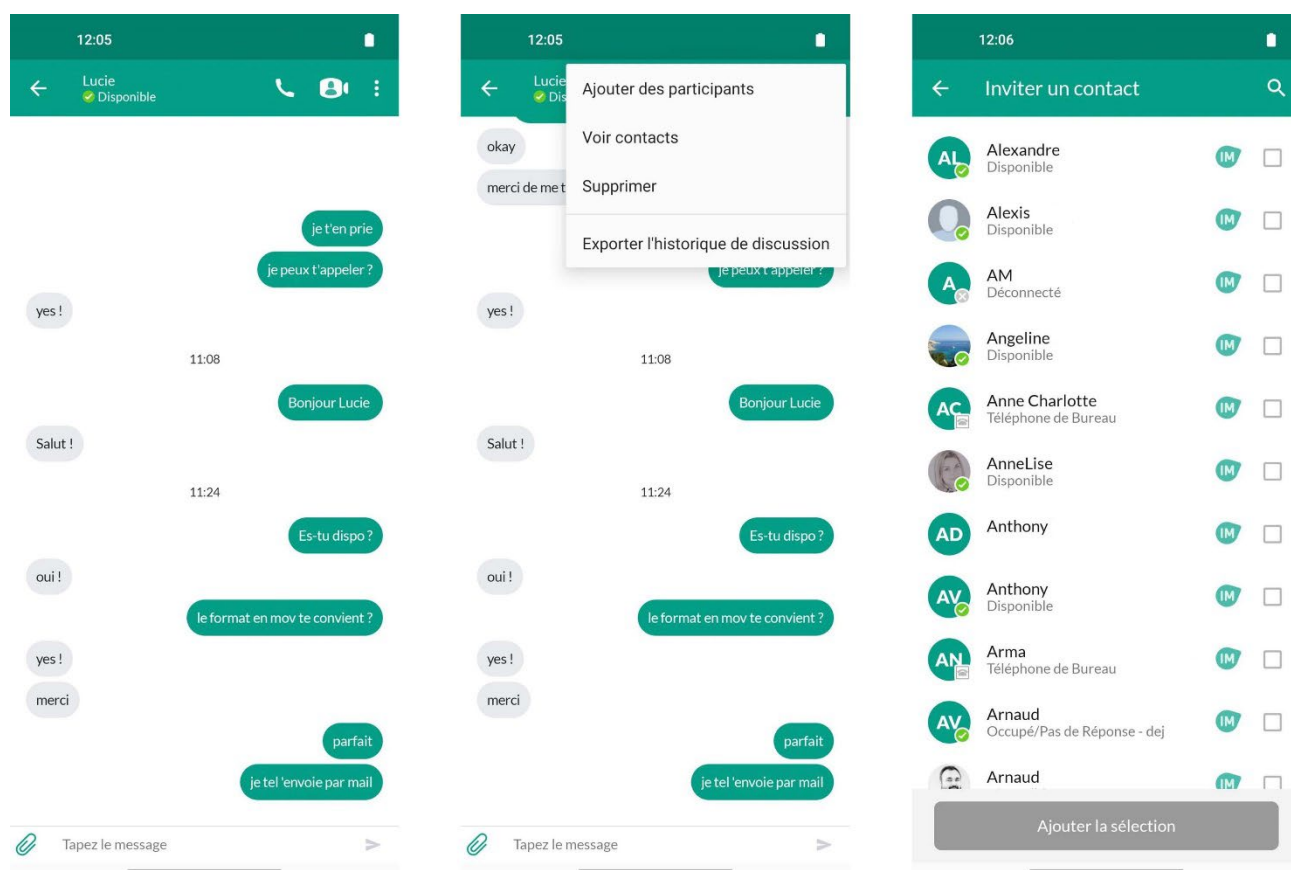 12:05
Lucie
Disponible
je t'en prie
je peux t'appeler ?
yes !
11:08
Bonjour Lucie
Salut !
11:24
Es-tu dispo ?
oui !
le format en mov te convient ?
yes !
merci
parfait
je tel 'envoie par mail
Tapez le message
12:05
Lucie
Dis
Ajouter des participants
Voir contacts
Supprimer
Exporter l'historique de discussion
okay
merci de me t
je peux t'appeler ?
yes !
11:08
Bonjour Lucie
Salut !
11:24
Es-tu dispo ?
oui !
le format en mov te convient ?
yes !
merci
parfait
je tel 'envoie par mail
Tapez le message
12:06
Inviter un contact
AL Alexandre IM
Disponible
Alexis IM
Disponible
A AM IM
Déconnecté
Angeline IM
Disponible
AC Anne Charlotte IM
Téléphone de Bureau
AnneLise IM
Disponible
AD Anthony IM
AV Anthony IM
Disponible
AN Arma IM
Téléphone de Bureau
AV Arnaud IM
Occupé/Pas de Réponse - dej
Arnaud IM
Ajouter la sélection